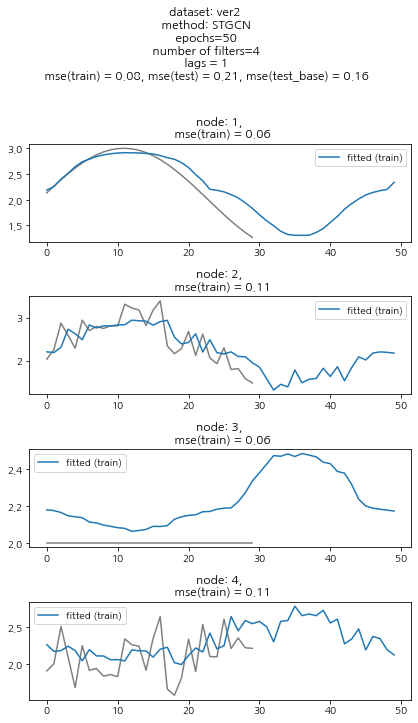 dataset: ver2
method: STGCN
epochs=50
number of filters=4
lags = 1
mse(train) = 0.08, mse(test) = 0.21, mse(test_base) = 0.16
node: 1,
mse(train) = 0.06
3.0
2.5
2.0
1.5
fitted (train)
0 10 20 30 40 50
node: 2,
mse(train) = 0.11
3
2
fitted (train)
0 10 20 30 40 50
node: 3,
mse(train) = 0.06
2.4
2.2
2.0
fitted (train)
0 10 20 30 40 50
node: 4,
mse(train) = 0.11
2.5
2.0
fitted (train)
0 10 20 30 40 50